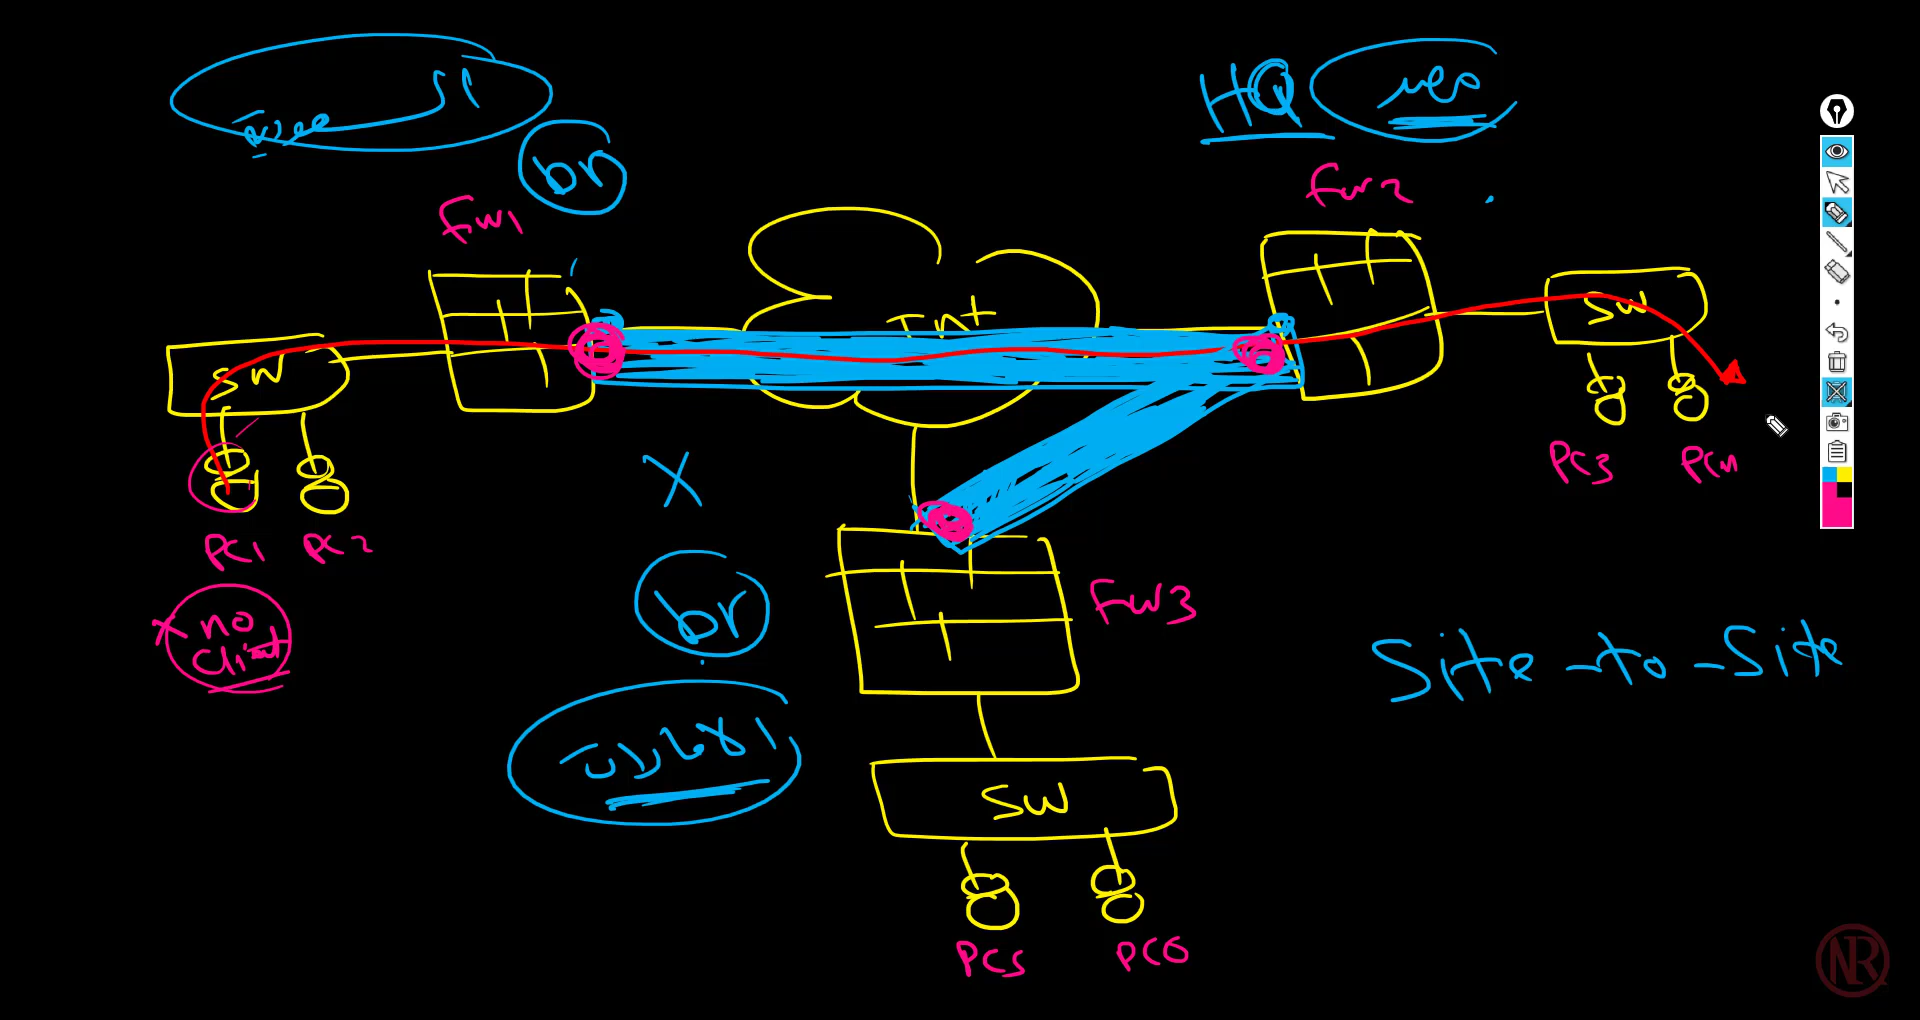 HQ
br
Fw1
Fw2
Int
SW
SW
PC3
PC4
X
PC1
PC2
br
Fw3
x no
Client
Site-to-Site
SW
PC5
PC6
NR